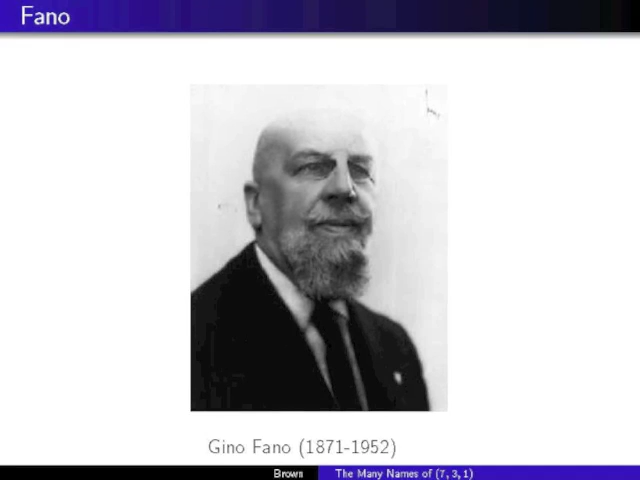 Fano
Gino Fano (1871-1952)
Brown
The Many Names of (7, 3, 1)